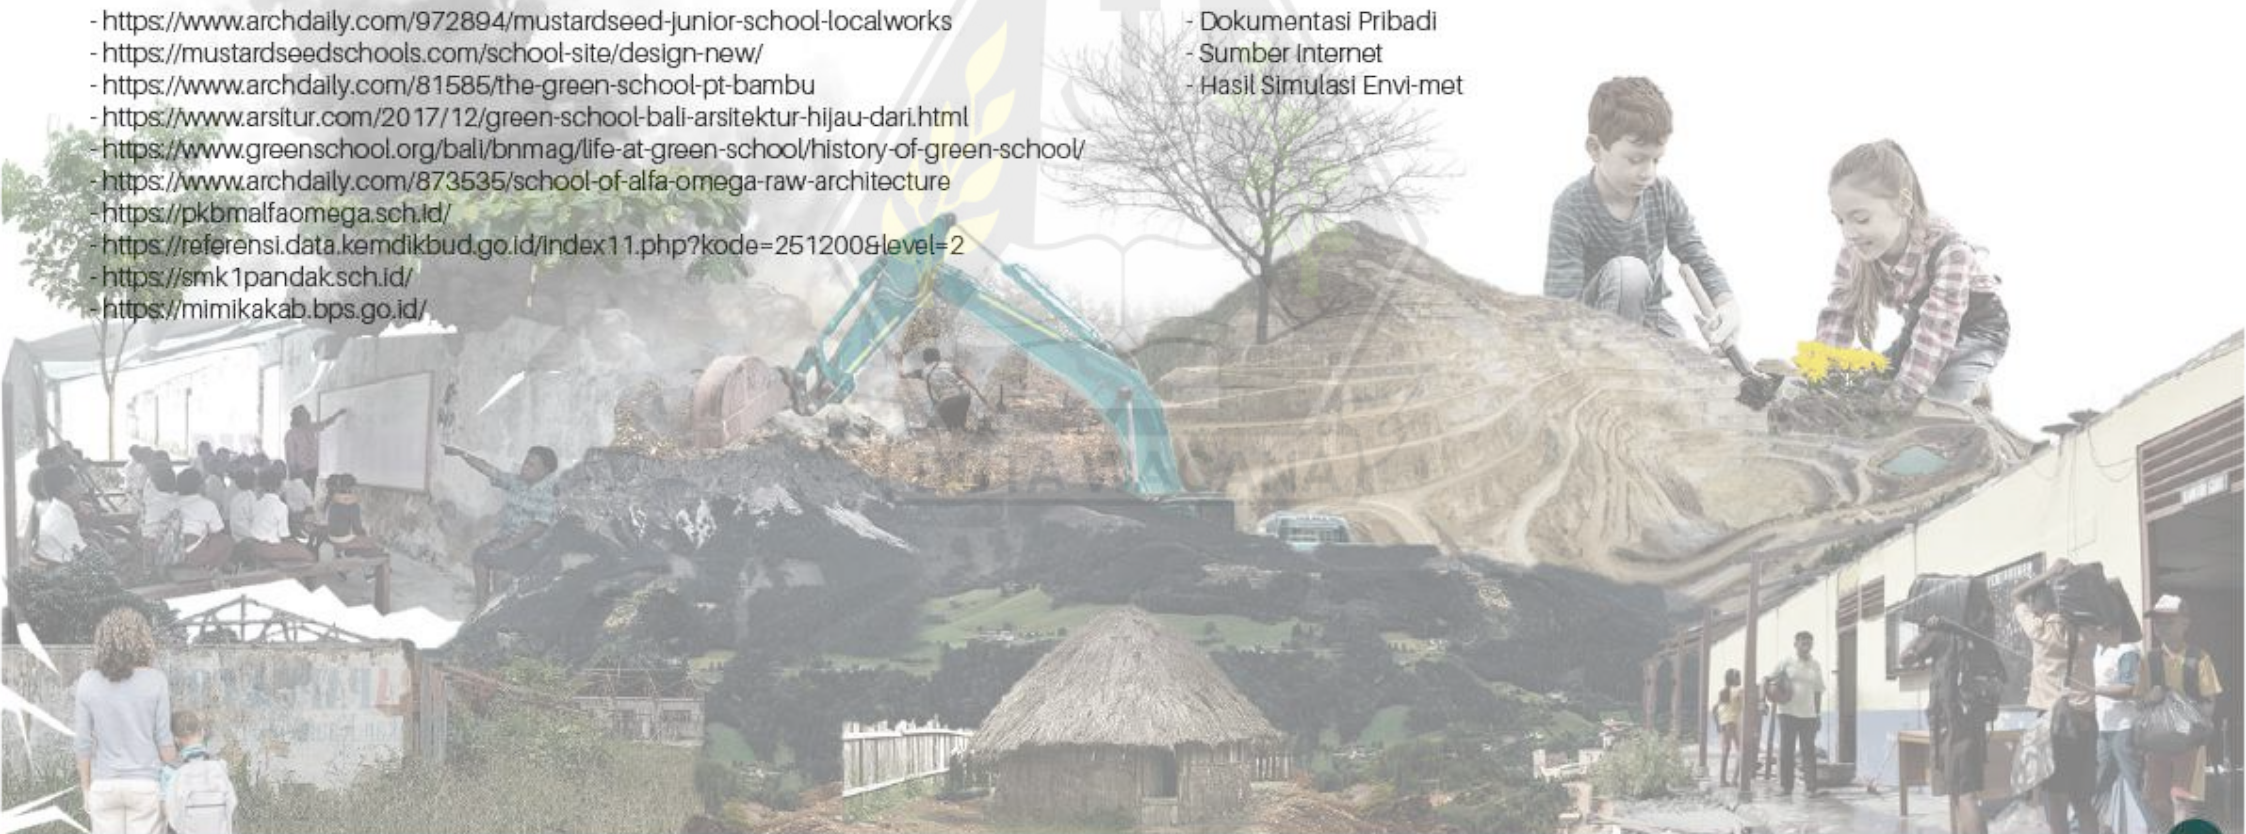 - https://www.archdaily.com/972894/mustardseed-junior-school-localworks
- https://mustardseedschools.com/school-site/design-new/
- https://www.archdaily.com/81585/the-green-school-pt-bambu
- https://www.arsitur.com/2017/12/green-school-bali-arsitektur-hijau-dari.html
- https://www.greenschool.org/bali/bnmag/life-at-green-school/history-of-green-school/
- https://www.archdaily.com/873535/school-of-alfa-omega-raw-architecture
- https://pkbmalfaomega.sch.id/
- https://referensi.data.kemdikbud.go.id/index11.php?kode=251200&level=2
- https://smk1pandak.sch.id/
- https://mimikakab.bps.go.id/
- Dokumentasi Pribadi
- Sumber Internet
- Hasil Simulasi Envi-met